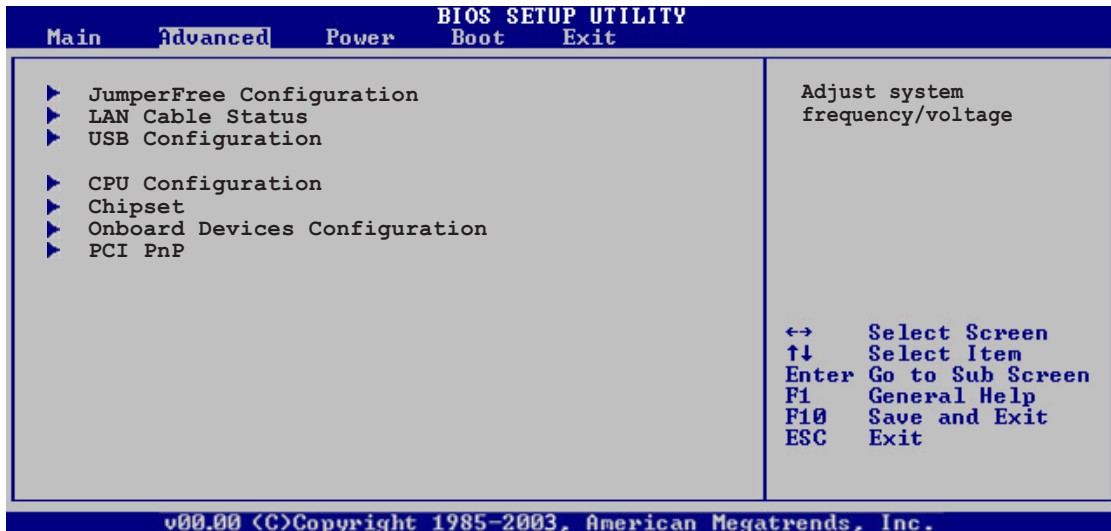 BIOS SETUP UTILITY
Main Advanced Power Boot Exit
JumperFree Configuration
LAN Cable Status
USB Configuration
CPU Configuration
Chipset
Onboard Devices Configuration
PCI PnP
Adjust system
frequency/voltage
←→ Select Screen
↑↓ Select Item
Enter Go to Sub Screen
F1 General Help
F10 Save and Exit
ESC Exit
v00.00 (C)Copyright 1985-2003, American Megatrends, Inc.